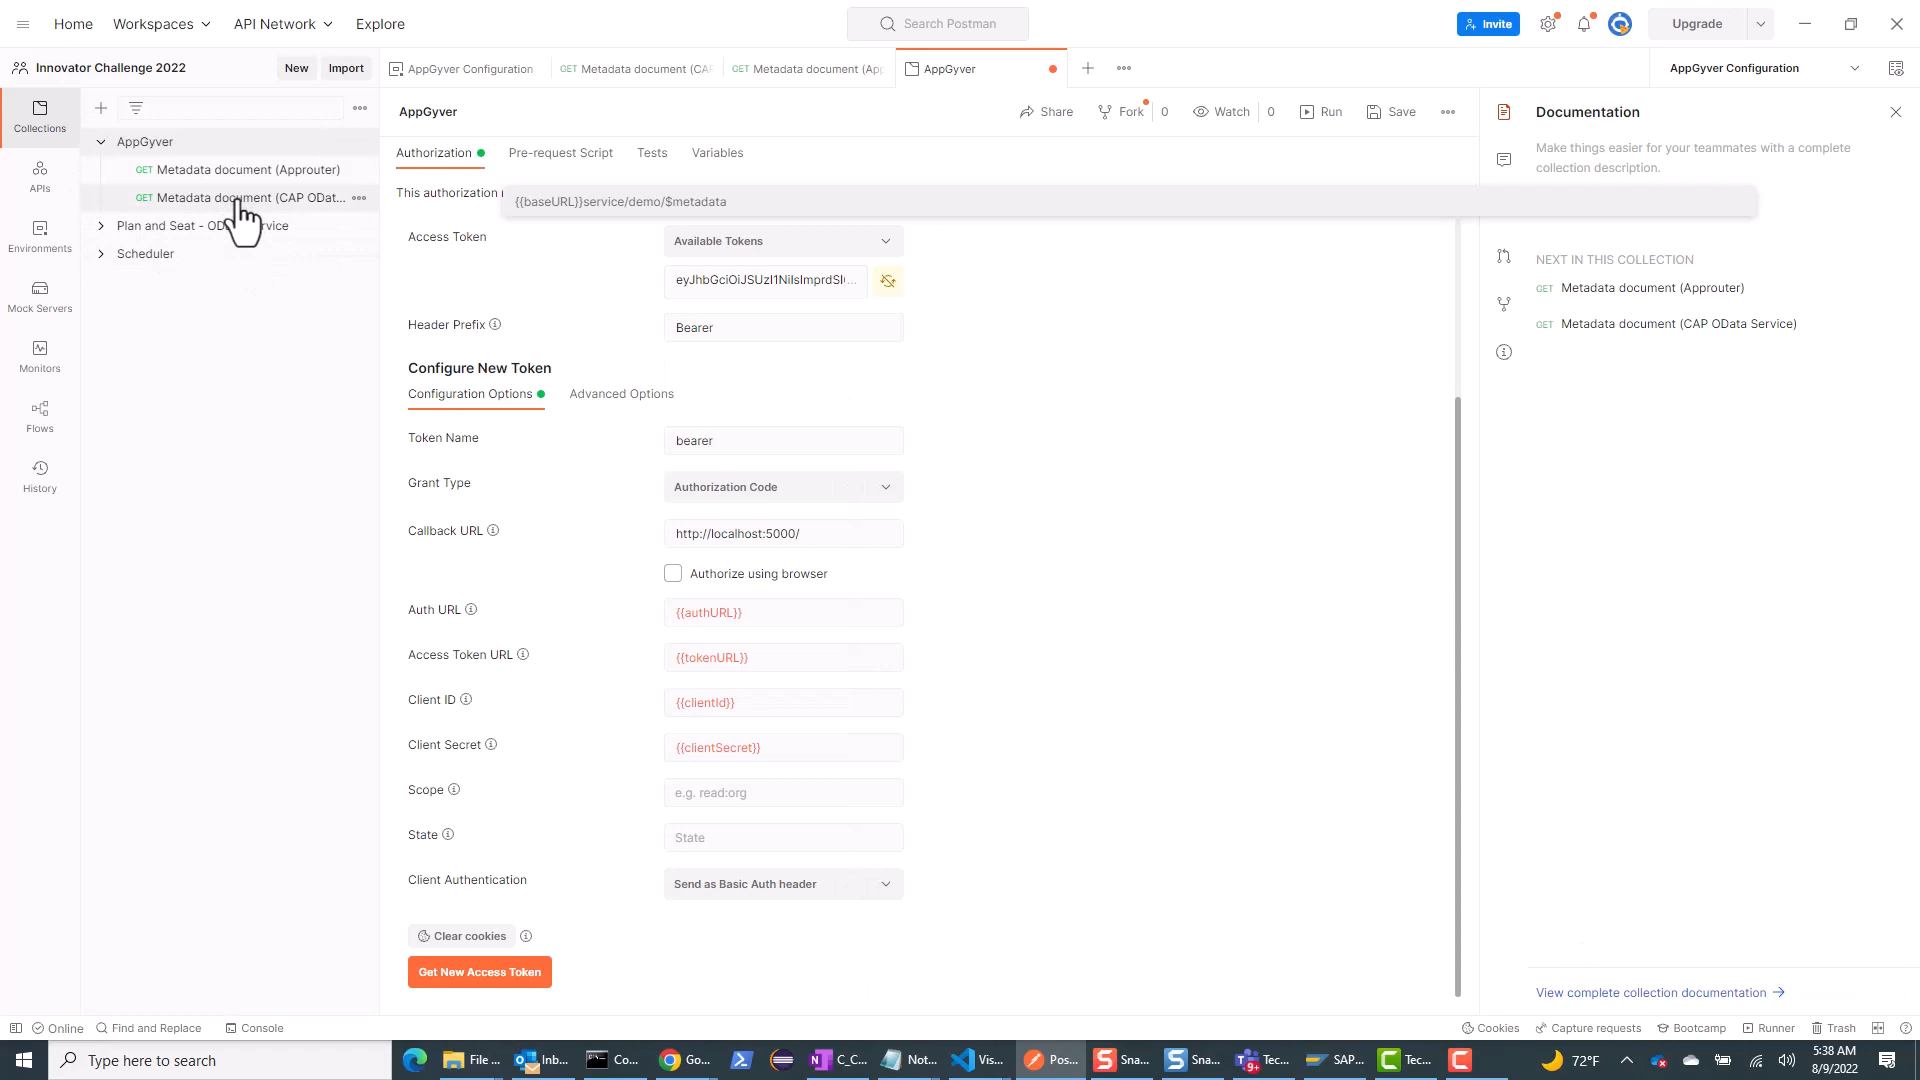 Home
Workspaces
API Network
Explore
Search Postman
Invite
Upgrade
Innovator Challenge 2022
New
Import
AppGyver Configuration
GET Metadata document (CAP
GET Metadata document (App
AppGyver
AppGyver Configuration
Collections
APIs
Environments
Mock Servers
Monitors
Flows
History
AppGyver
GET Metadata document (Approuter)
GET Metadata document (CAP ODat...
Plan and Seat - OD
Scheduler
AppGyver
Share
Fork
0
Watch
0
Run
Save
Authorization
Pre-request Script
Tests
Variables
This authorization
{{baseURL}}service/demo/$metadata
Access Token
Available Tokens
Header Prefix
Bearer
Configure New Token
Configuration Options
Advanced Options
Token Name
bearer
Grant Type
Authorization Code
Callback URL
http://localhost:5000/
Authorize using browser
Auth URL
{{authURL}}
Access Token URL
{{tokenURL}}
Client ID
{{clientId}}
Client Secret
{{clientSecret}}
Scope
e.g. read:org
State
State
Client Authentication
Send as Basic Auth header
Clear cookies
Get New Access Token
Documentation
Make things easier for your teammates with a complete
collection description.
NEXT IN THIS COLLECTION
GET Metadata document (Approuter)
GET Metadata document (CAP OData Service)
View complete collection documentation
Online
Find and Replace
Console
Cookies
Capture requests
Bootcamp
Runner
Trash
Type here to search
File ...
Inb...
Co...
Go...
C_C...
Not...
Vis...
Pos...
Sna...
Sna...
Tec...
SAP...
Tec...
72°F
5:38 AM
8/9/2022